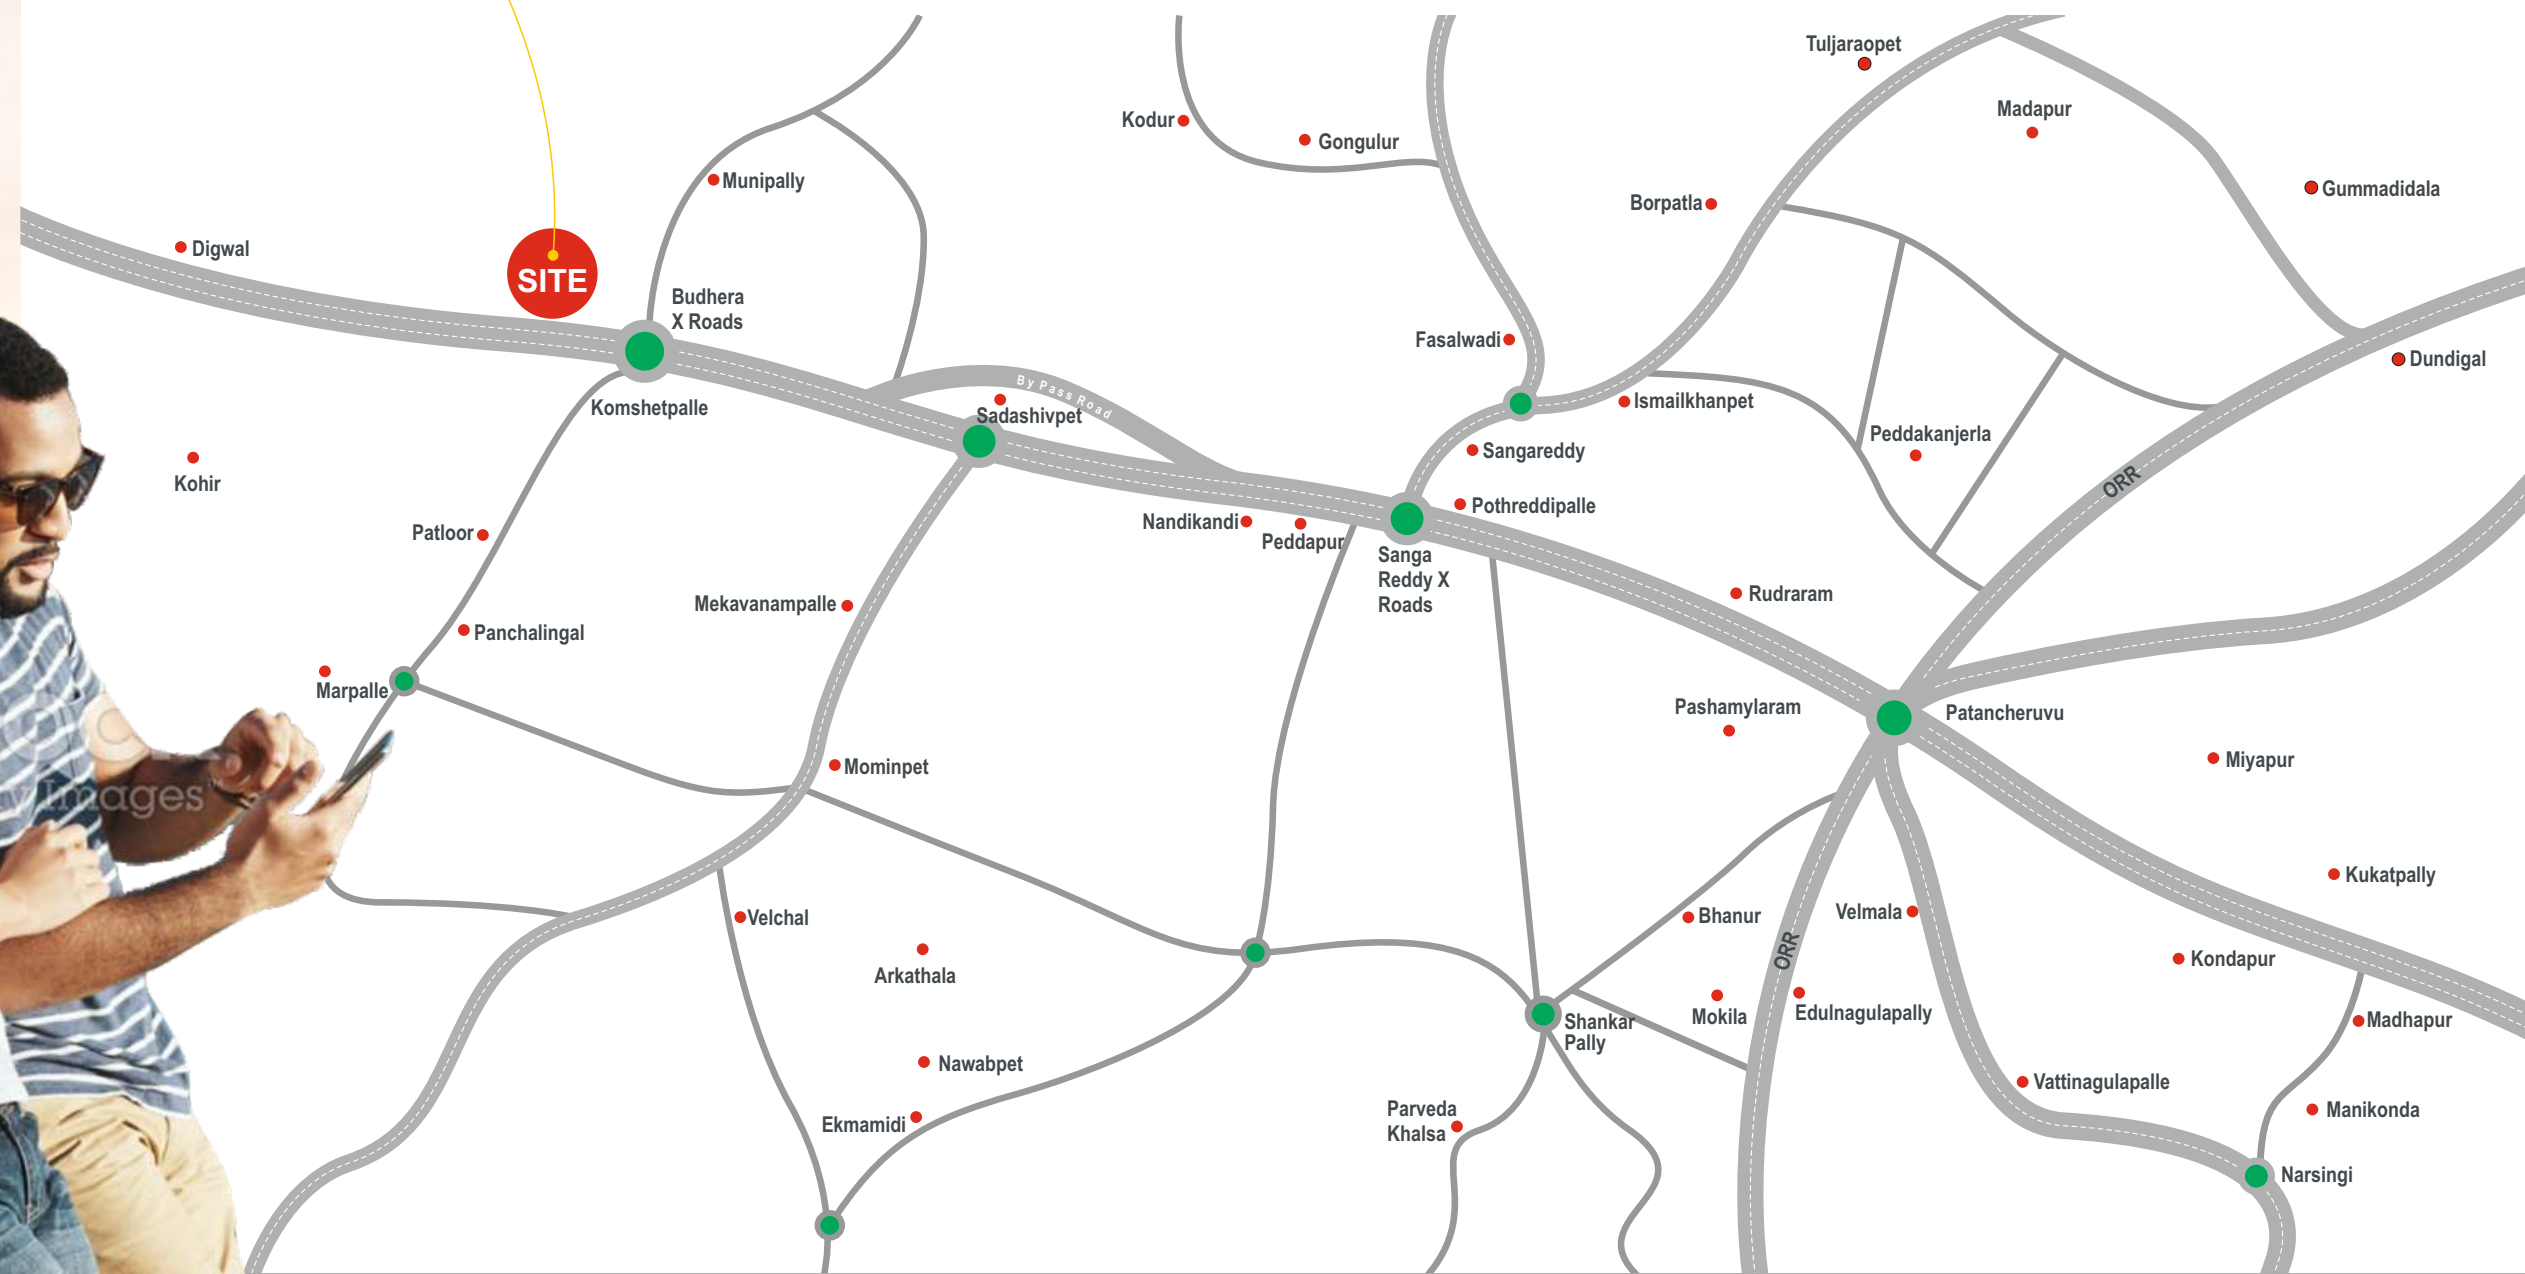 Tuljaraopet
Madapur
Kodur
Gongulur
Munipally
Gummadidala
Borpatla
Digwal
SITE
Budhera
X Roads
Fasalwadi
Dundigal
By Pass Road
Komshetpalle
Sadashivpet
Ismailkhanpet
Peddakanjerla
Sangareddy
Kohir
ORR
Pothreddipalle
Nandikandi
Patloor
Peddapur
Sanga
Reddy X
Roads
Rudraram
Mekavanampalle
Panchalingal
Marpalle
Pashamylaram
Patancheruvu
Miyapur
Mominpet
Images
Kukatpally
Velchal
Bhanur
Velmala
ORR
Kondapur
Arkathala
Mokila
Edulnagulapally
Shankar
Pally
Madhapur
Nawabpet
Vattinagulapalle
Ekmamidi
Parveda
Khalsa
Manikonda
Narsingi